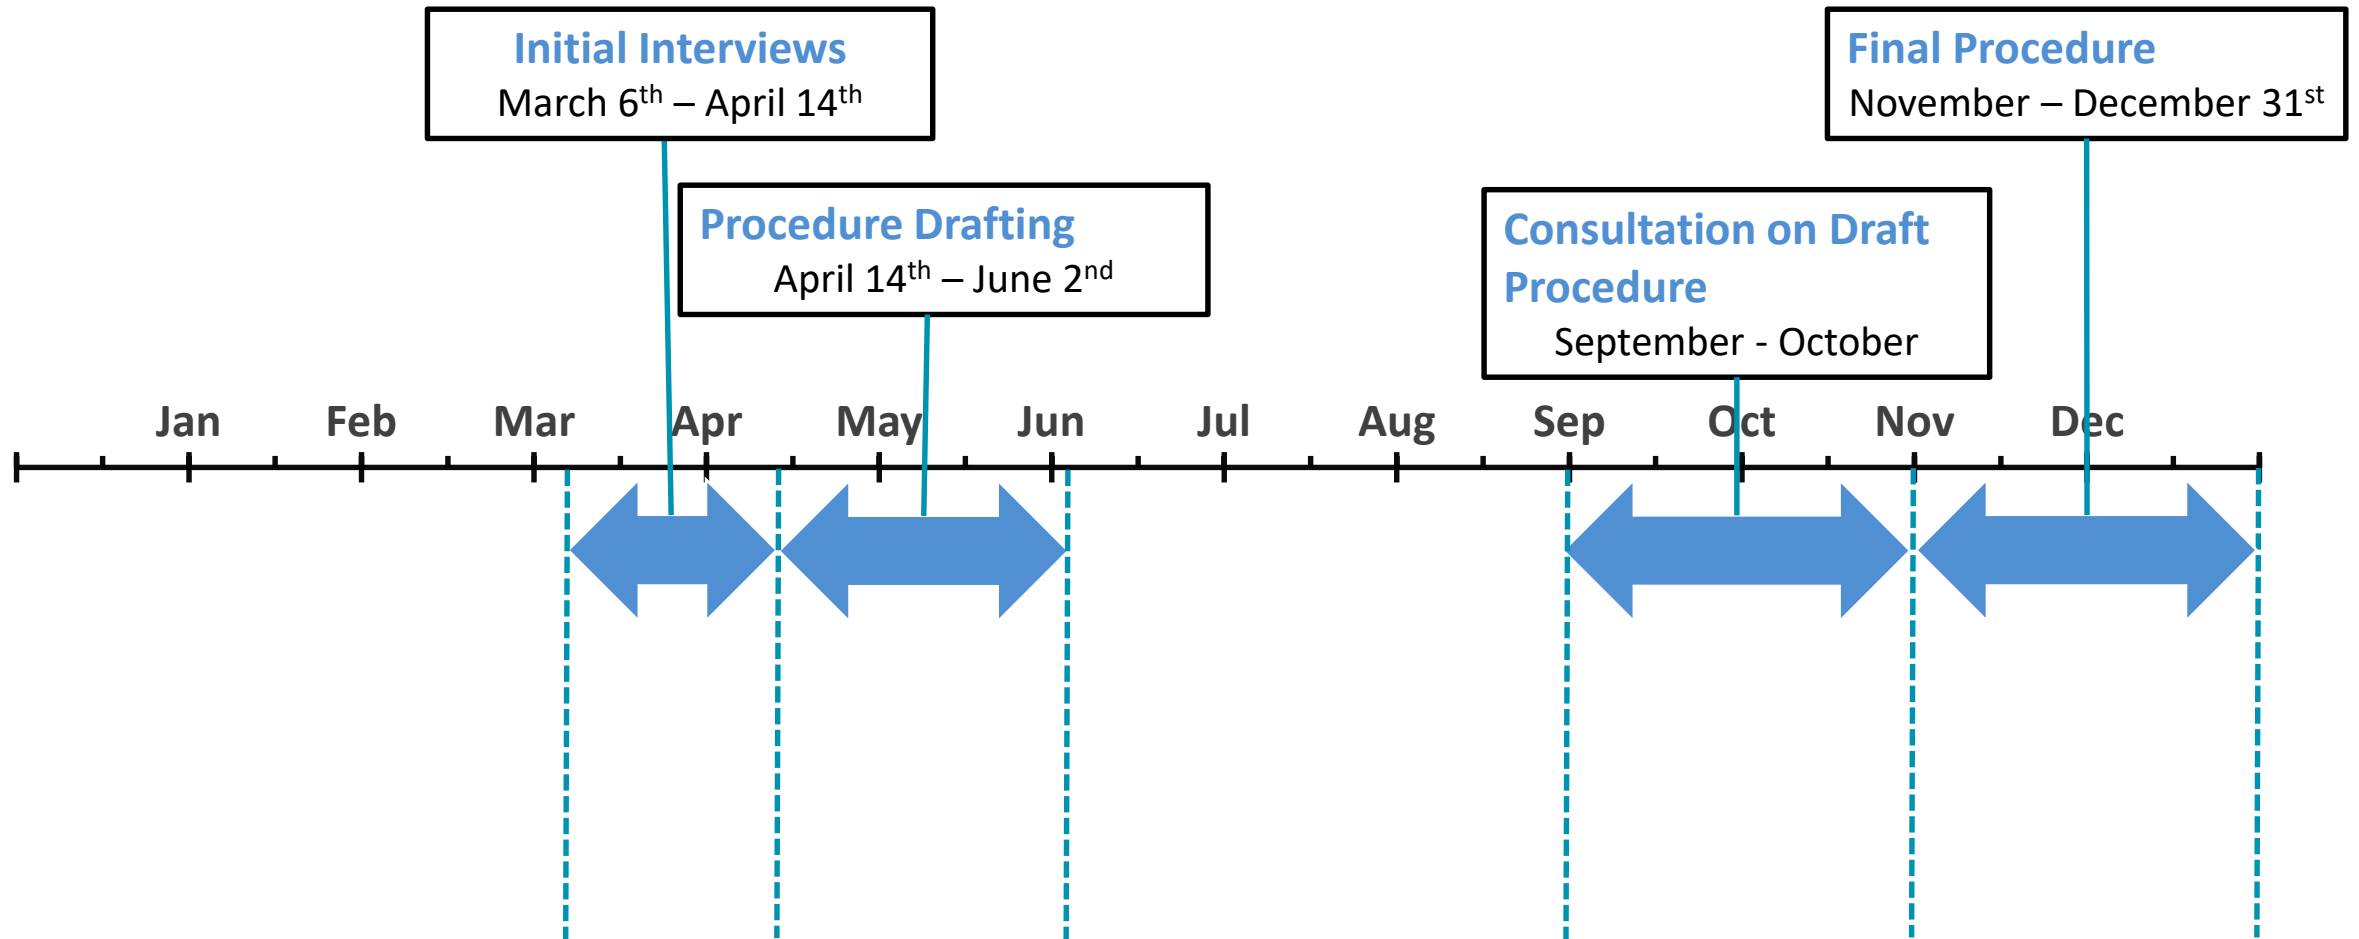 Initial Interviews
March 6th – April 14th
Final Procedure
November – December 31st
Procedure Drafting
April 14th – June 2nd
Consultation on Draft
Procedure
September - October
Jan Feb Mar Apr May Jun Jul Aug Sep Oct Nov Dec